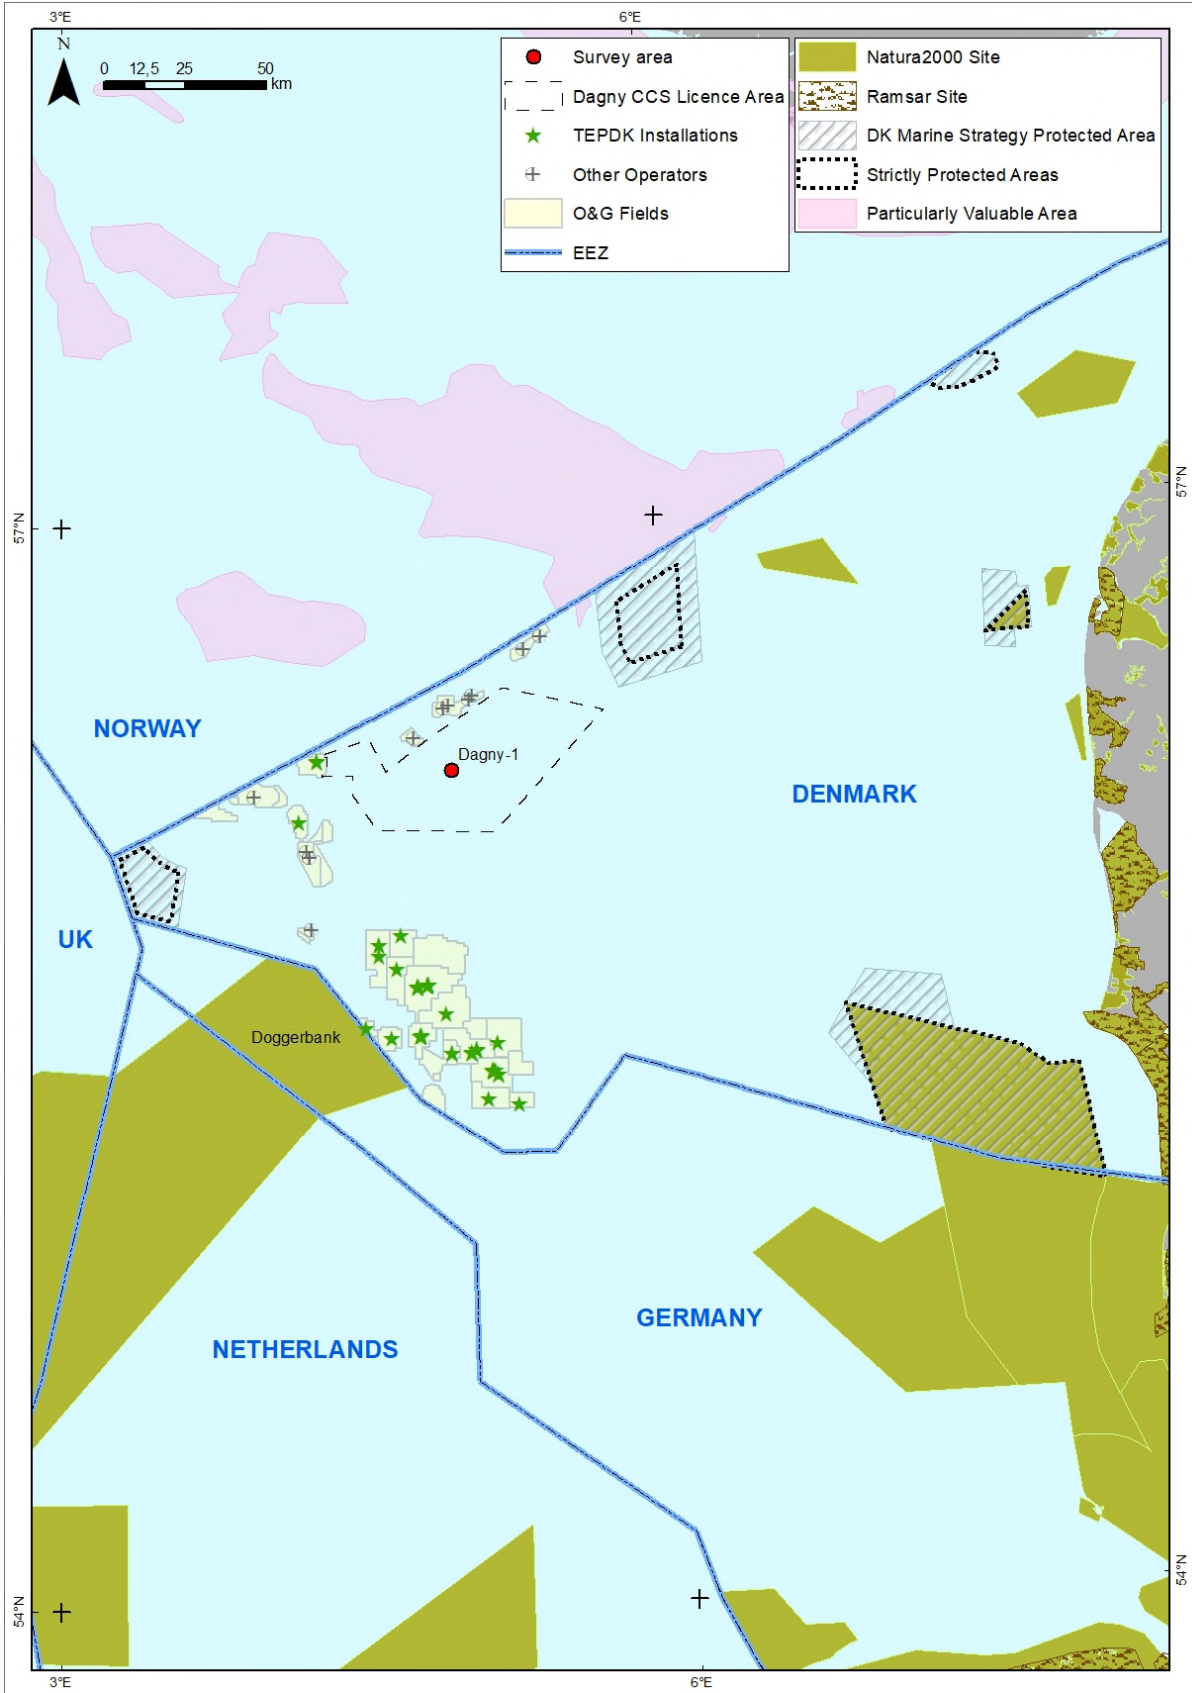 3°E
6°E
N
0 12,5 25 50
km
Survey area
Dagny CCS Licence Area
TEPDK Installations
Other Operators
O&G Fields
EEZ
Natura2000 Site
Ramsar Site
DK Marine Strategy Protected Area
Strictly Protected Areas
Particularly Valuable Area
57°N
57°N
NORWAY
Dagny-1
DENMARK
UK
Doggerbank
GERMANY
NETHERLANDS
54°N
54°N
3°E
6°E